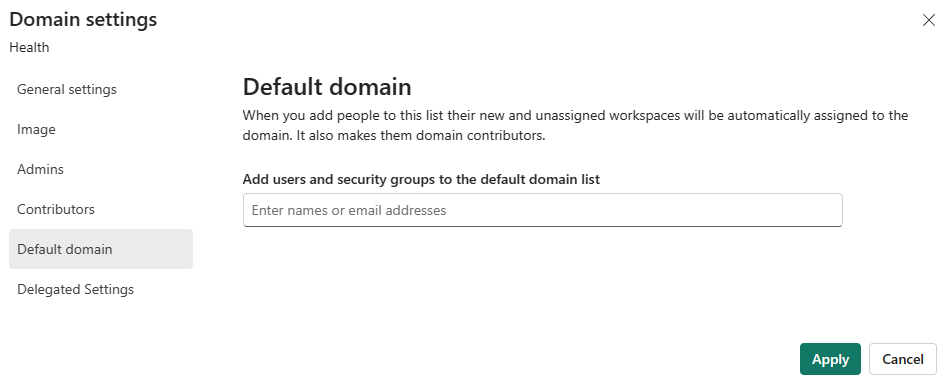 Domain settings
Health
General settings
Image
Admins
Contributors
Default domain
Delegated Settings
Default domain
When you add people to this list their new and unassigned workspaces will be automatically assigned to the
domain. It also makes them domain contributors.
Add users and security groups to the default domain list
Enter names or email addresses
Apply
Cancel